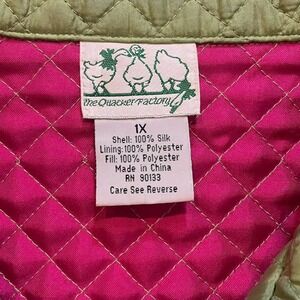 The Quacker Factory
1X
Shell: 100% Silk
Lining: 100% Polyester
Fill: 100% Polyester
Made in China
RN 90133
Care See Reverse